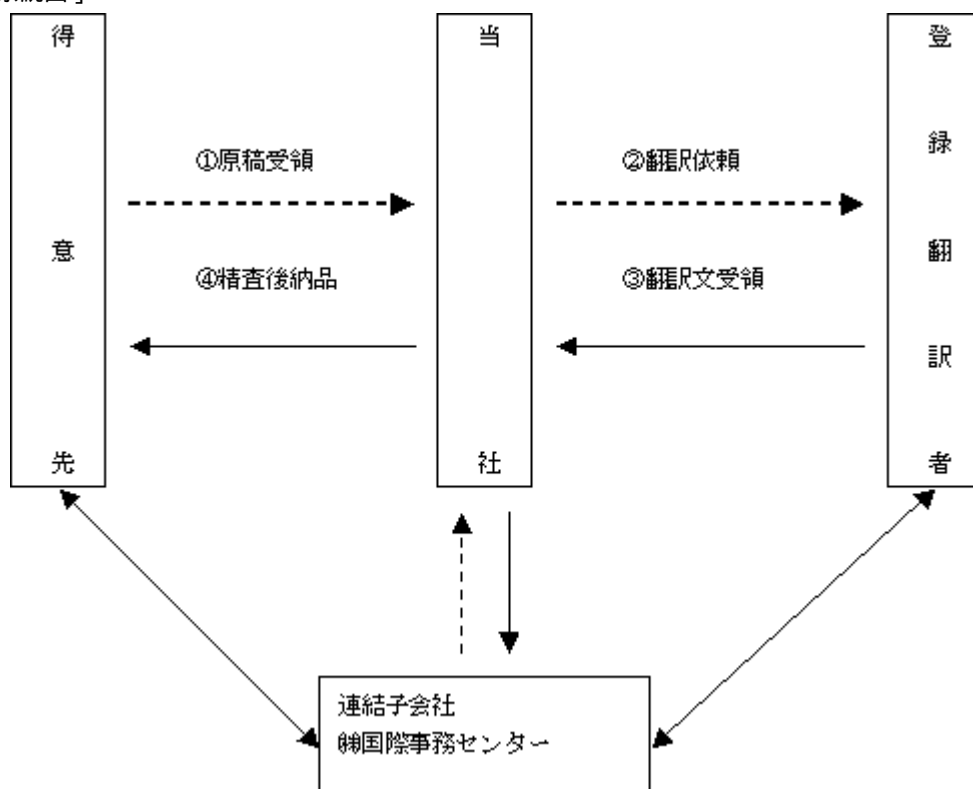 得意先
当社
登録翻訳者
①原稿受領
②翻訳依頼
④精査後納品
③翻訳文受領
連結子会社
㈱国際事務センター